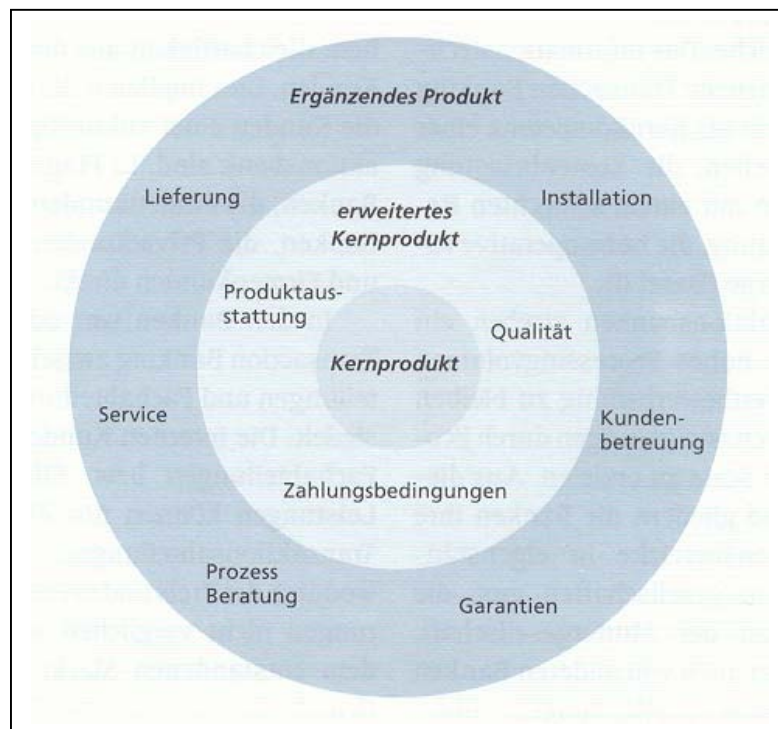 Ergänzendes Produkt
Lieferung
Installation
erweitertes
Kernprodukt
Produktaus-
stattung
Qualität
Kernprodukt
Service
Kunden-
betreuung
Zahlungsbedingungen
Prozess
Beratung
Garantien